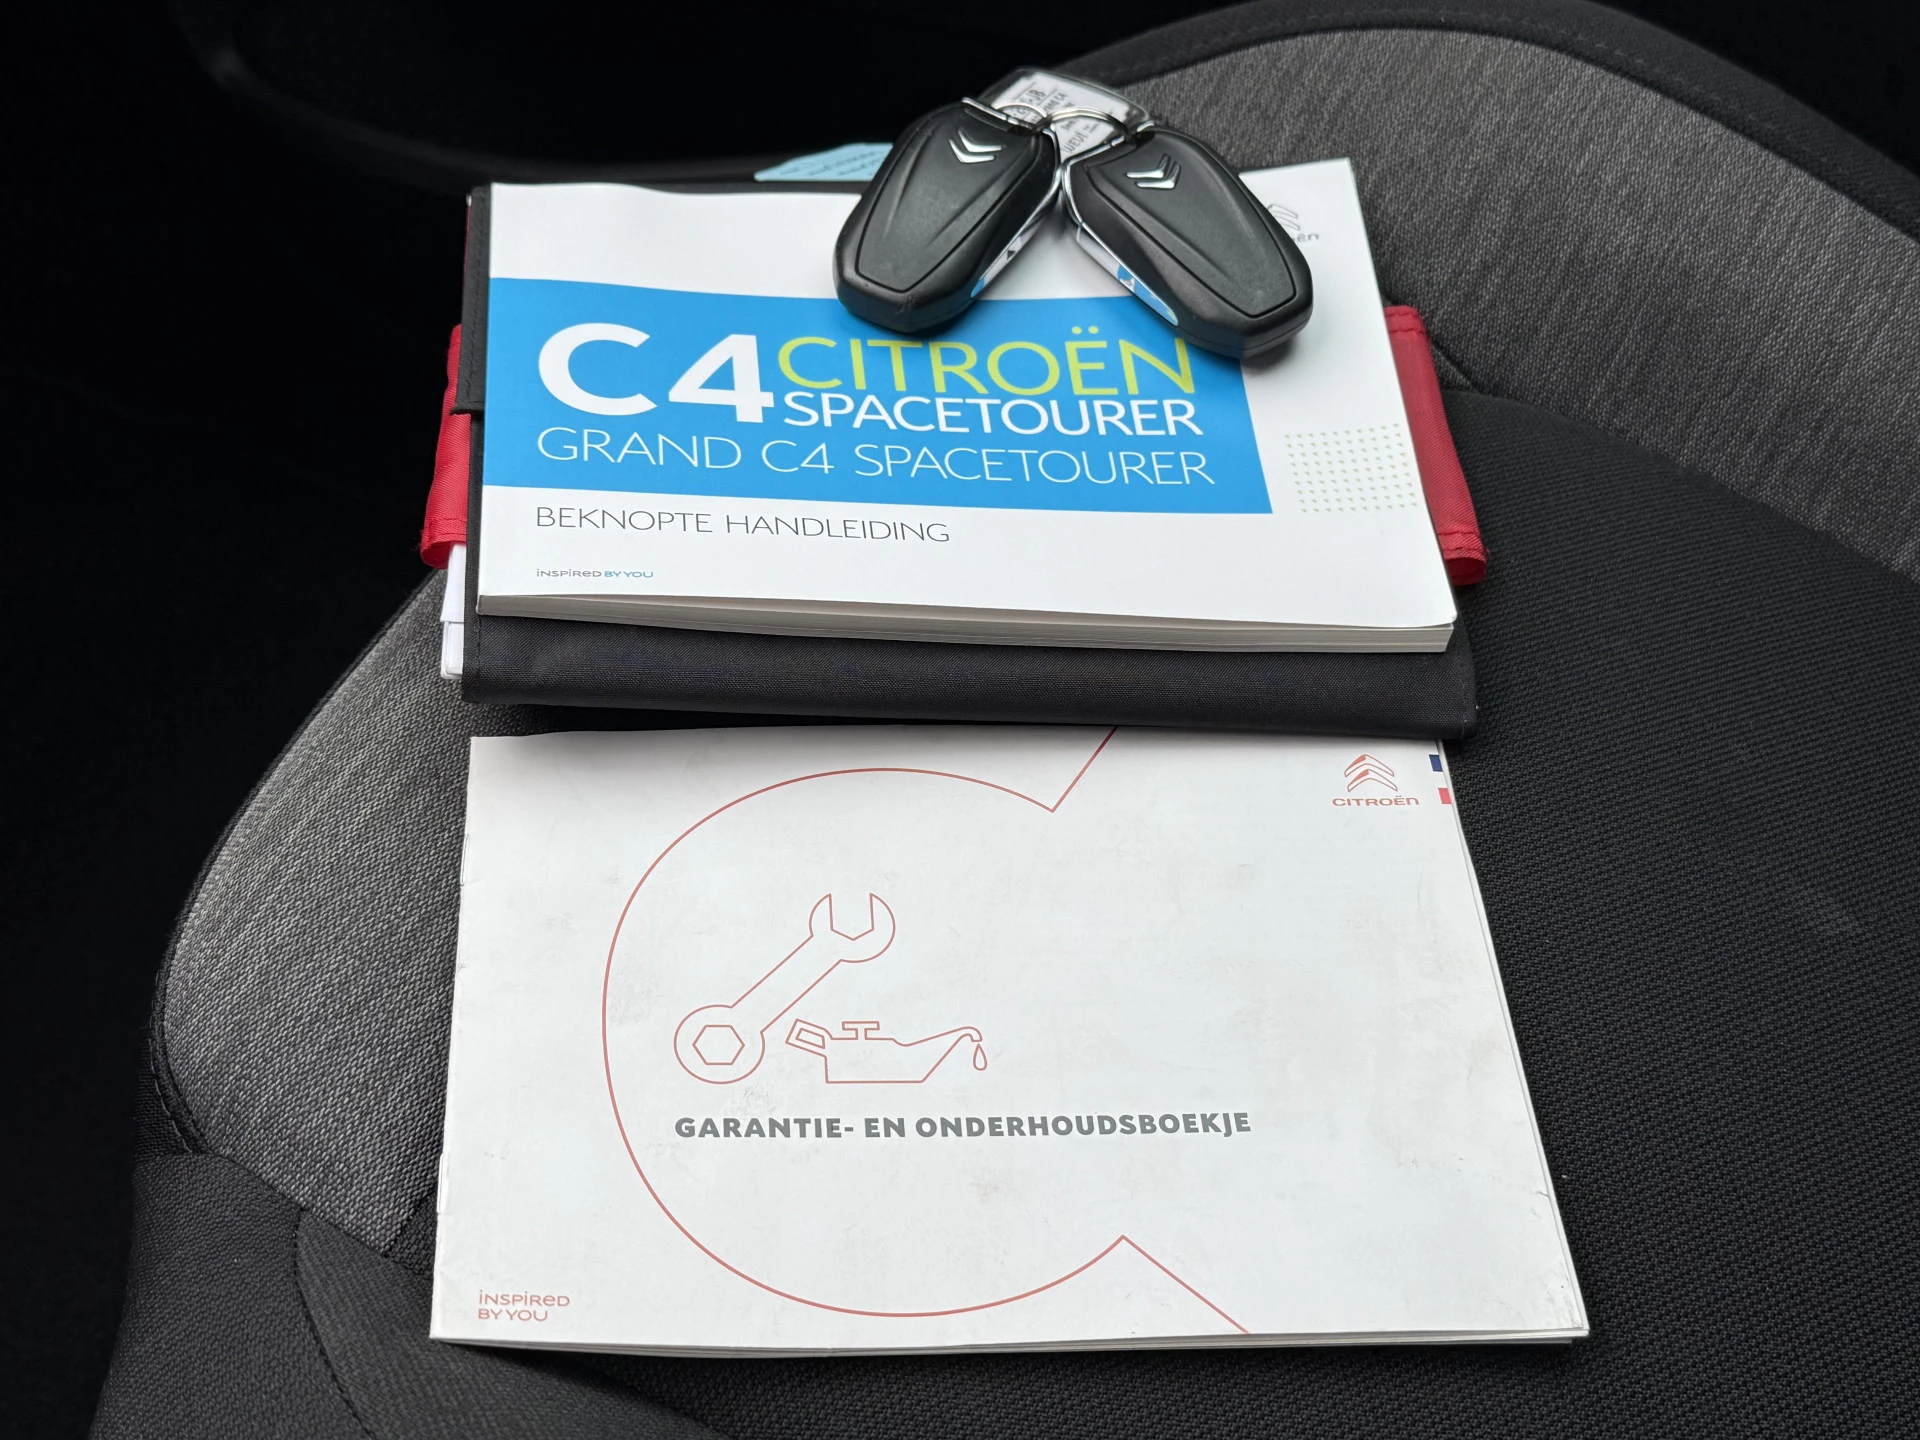 C4 CITROËN
SPACETOURER
GRAND C4 SPACETOURER
BEKNOPTE HANDLEIDING
INSPIRED BY YOU
CITROËN
GARANTIE- EN ONDERHOUDSBOEKJE
INSPIRED
BY YOU